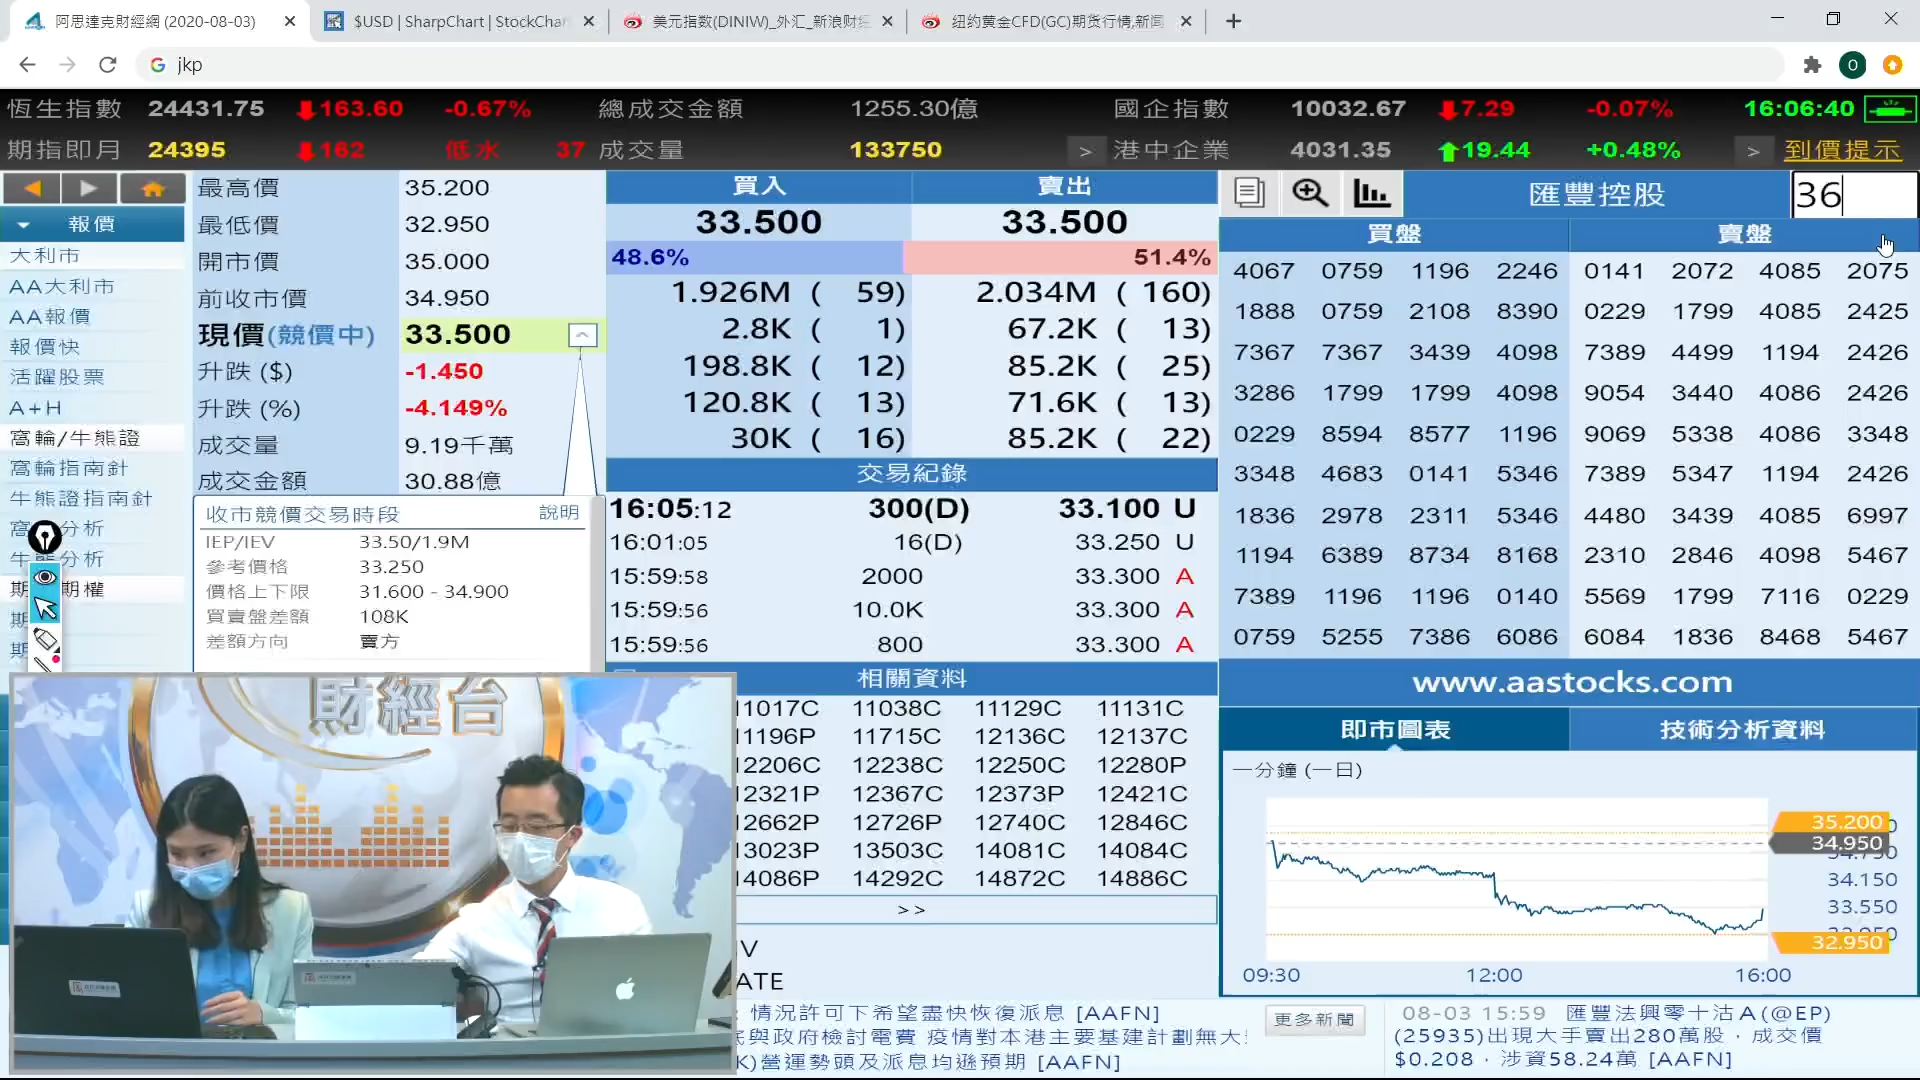 阿思達克財經網 (2020-08-03)
$USD | SharpChart | StockChar
美元指数(DINIW)_外汇_新浪财经
纽约黄金CFD(GC)期货行情,新闻
jkp
恆生指數 24431.75 163.60 -0.67% 總成交金額 1255.30億 國企指數 10032.67 7.29 -0.07% 16:06:40
期指即月 24395 162 低水 37 成交量 133750 > 港中企業 4031.35 19.44 +0.48% > 到價提示
報價
大利市
AA大利市
AA報價
報價快
活躍股票
A+H
窩輪/牛熊證
窩輪指南針
牛熊證指南針
分析
分析
期權
最高價 35.200
最低價 32.950
開市價 35.000
前收市價 34.950
現價(競價中) 33.500
升跌 ($) -1.450
升跌 (%) -4.149%
成交量 9.19千萬
成交金額 30.88億
收市競價交易時段 說明
IEP/IEV 33.50/1.9M
參考價格 33.250
價格上下限 31.600 - 34.900
買賣盤差額 108K
差額方向 賣方
買入 賣出
33.500 33.500
48.6% 51.4%
1.926M ( 59) 2.034M ( 160)
2.8K ( 1) 67.2K ( 13)
198.8K ( 12) 85.2K ( 25)
120.8K ( 13) 71.6K ( 13)
30K ( 16) 85.2K ( 22)
交易紀錄
16:05:12 300(D) 33.100 U
16:01:05 16(D) 33.250 U
15:59:58 2000 33.300 A
15:59:56 10.0K 33.300 A
15:59:56 800 33.300 A
相關資料
11017C 11038C 11129C 11131C
11196P 11715C 12136C 12137C
12206C 12238C 12250C 12280P
12321P 12367C 12373P 12421C
12662P 12726P 12740C 12846C
13023P 13503C 14081C 14084C
14086P 14292C 14872C 14886C
>>
V
ATE
匯豐控股 36
買盤 賣盤
4067 0759 1196 2246 0141 2072 4085 2075
1888 0759 2108 8390 0229 1799 4085 2425
7367 7367 3439 4098 7389 4499 1194 2426
3286 1799 1799 4098 9054 3440 4086 2426
0229 8594 8577 1196 9069 5338 4086 3348
3348 4683 0141 5346 7389 5347 1194 2426
1836 2978 2311 5346 4480 3439 4085 6997
1194 6389 8734 8168 2310 2846 4098 5467
7389 1196 1196 0140 5569 1799 7116 0229
0759 5255 7386 6086 6084 1836 8468 5467
www.aastocks.com
即市圖表 技術分析資料
一分鐘 (一日)
35.200
34.950
34.150
33.550
32.950
09:30 12:00 16:00
財經台
情況許可下希望盡快恢復派息 [AAFN]
與政府檢討電費 疫情對本港主要基建計劃無大
K)營運勢頭及派息均遜預期 [AAFN]
更多新聞
08-03 15:59 匯豐法興零十沽A(@EP)
(25935)出現大手賣出280萬股，成交價
$0.208，涉資58.24萬 [AAFN]